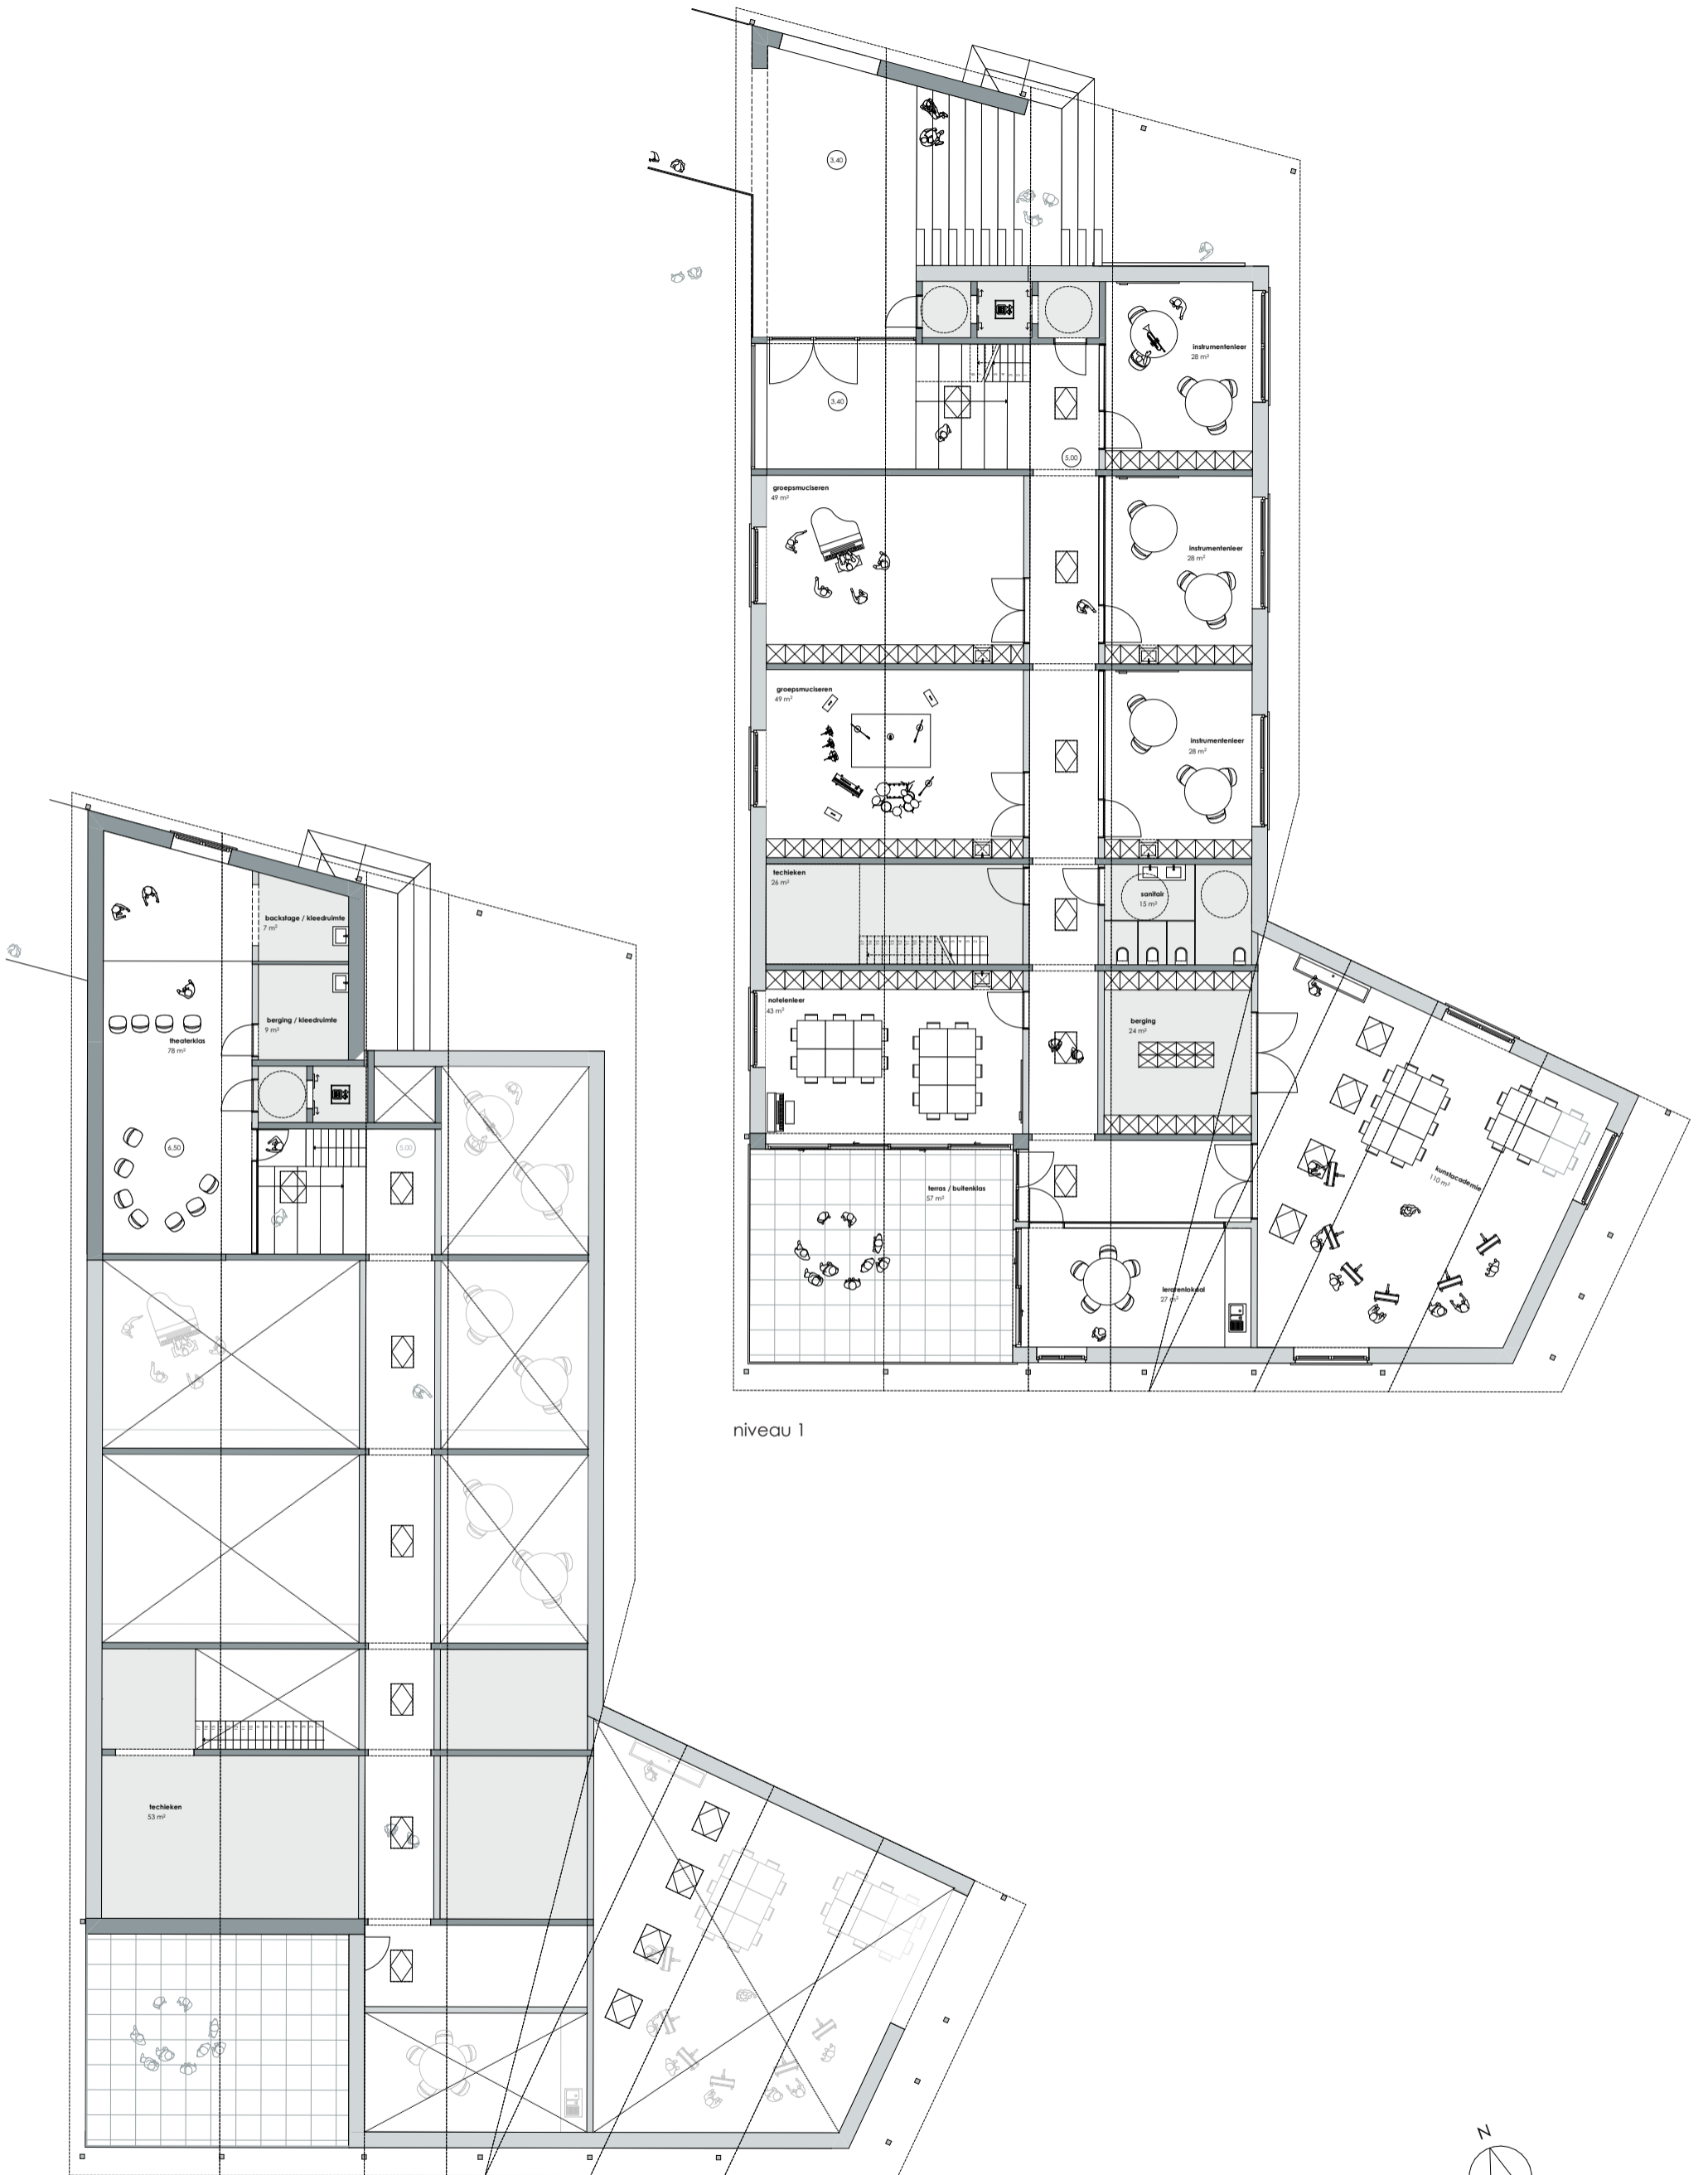 3.40
instrumentenleer
28 m²
3.40
5.00
groepsmuciseren
49 m²
instrumentenleer
28 m²
groepsmuciseren
49 m²
instrumentenleer
28 m²
techieken
26 m²
sanitair
15 m²
notelenleer
43 m²
berging
24 m²
kunstacademie
110 m²
terras / buitenklas
57 m²
lerarenlokaal
27 m²
niveau 1
backstage / kleedruimte
7 m²
berging / kleedruimte
9 m²
theaterklas
78 m²
6.50
5.00
techieken
53 m²
N